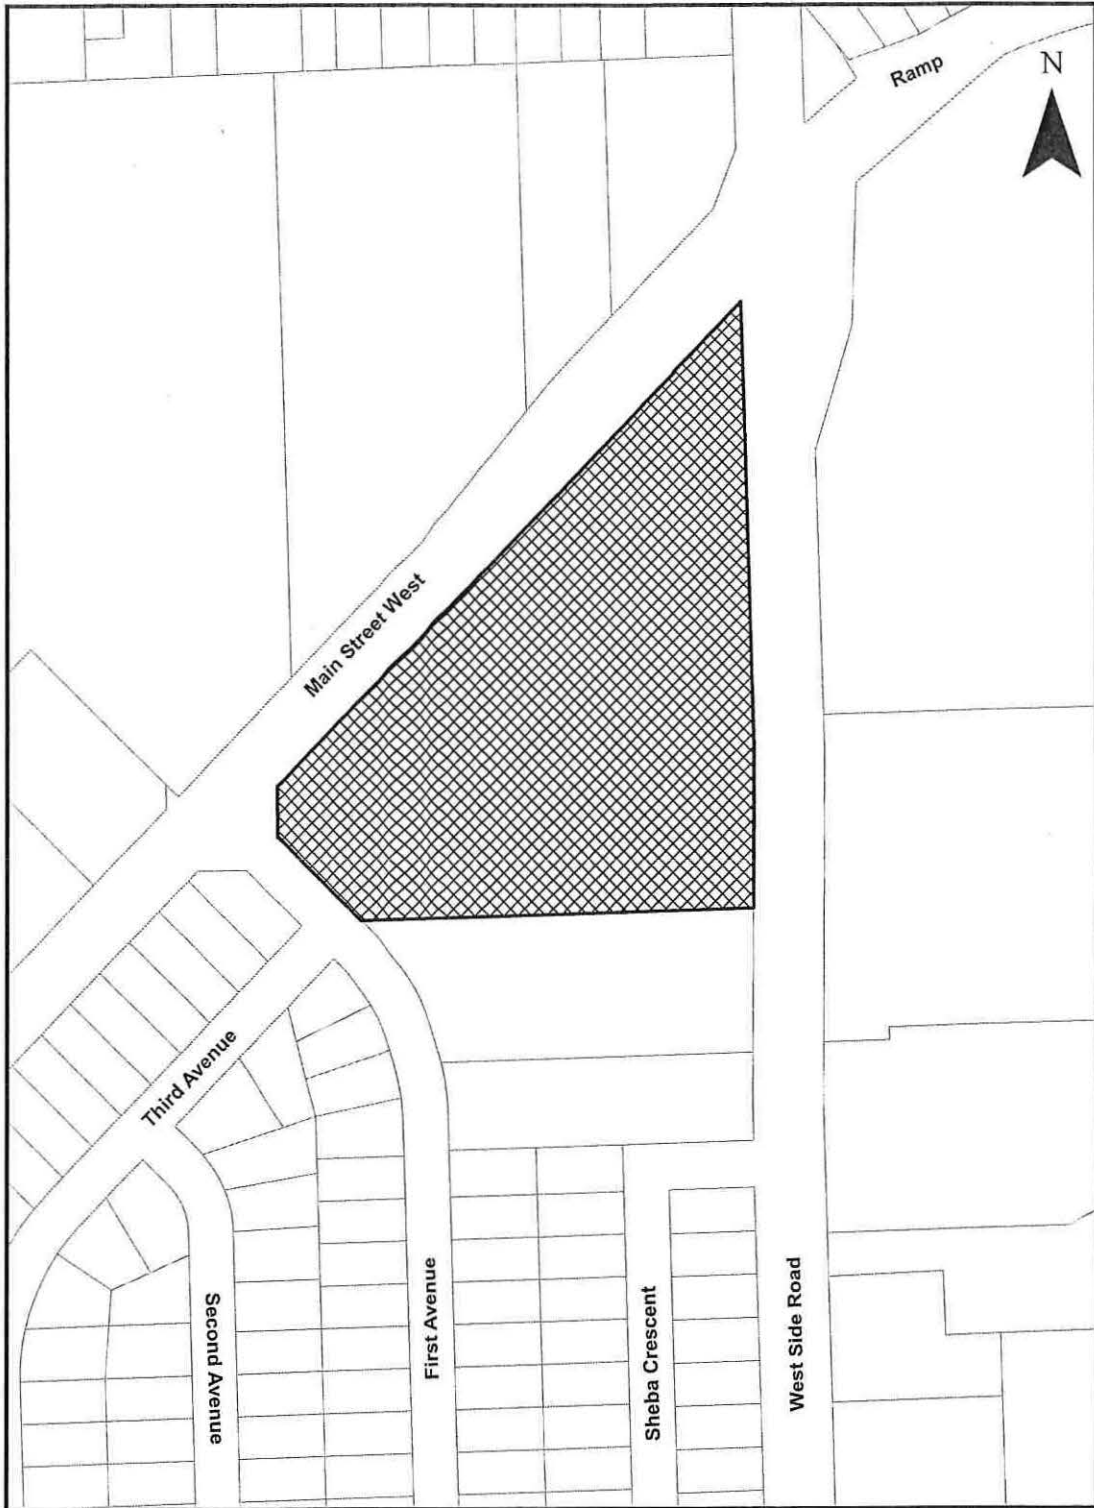 Ramp
N
Main Street West
Third Avenue
Second Avenue
First Avenue
Sheba Crescent
West Side Road